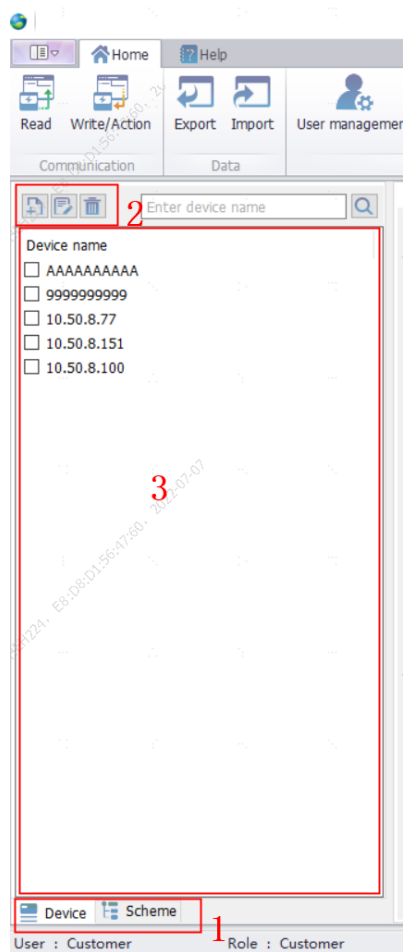 Home Help
Read Write/Action Export Import User managemer
Communication Data
2 Enter device name
Device name
AAAAAAAAAA
9999999999
10.50.8.77
10.50.8.151
10.50.8.100
3
Device Scheme
1
User : Customer Role : Customer